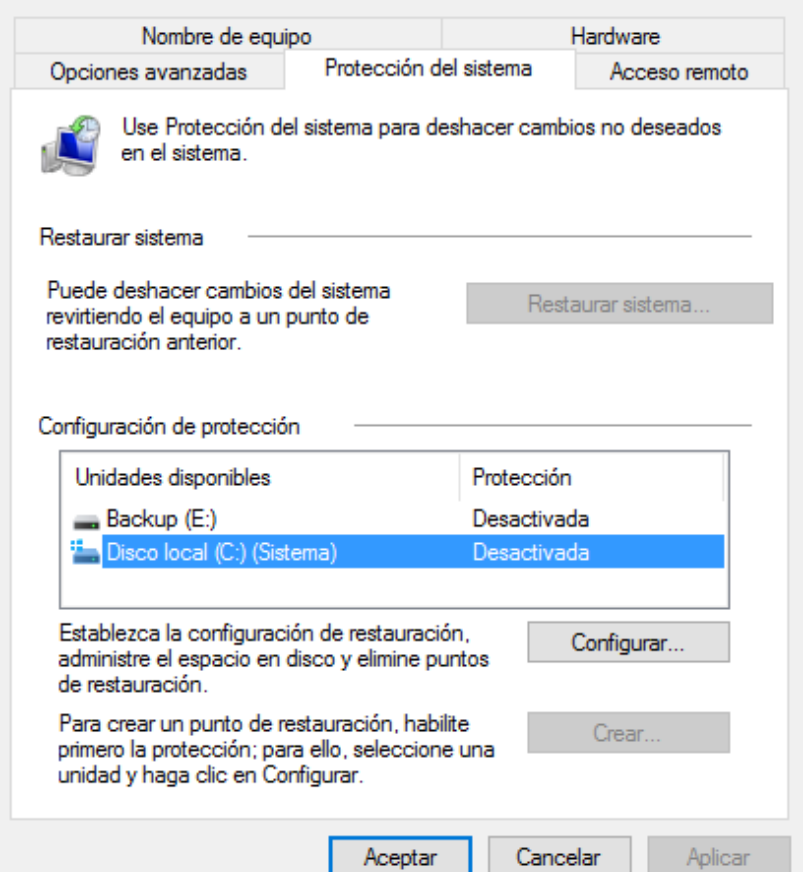 Nombre de equipo Hardware
Opciones avanzadas Protección del sistema Acceso remoto
Use Protección del sistema para deshacer cambios no deseados
en el sistema.
Restaurar sistema
Puede deshacer cambios del sistema
revirtiendo el equipo a un punto de
restauración anterior.
Restaurar sistema...
Configuración de protección
Unidades disponibles Protección
Backup (E:) Desactivada
Disco local (C:) (Sistema) Desactivada
Establezca la configuración de restauración,
administre el espacio en disco y elimine puntos
de restauración.
Configurar...
Para crear un punto de restauración, habilite
primero la protección; para ello, seleccione una
unidad y haga clic en Configurar.
Crear...
Aceptar Cancelar Aplicar